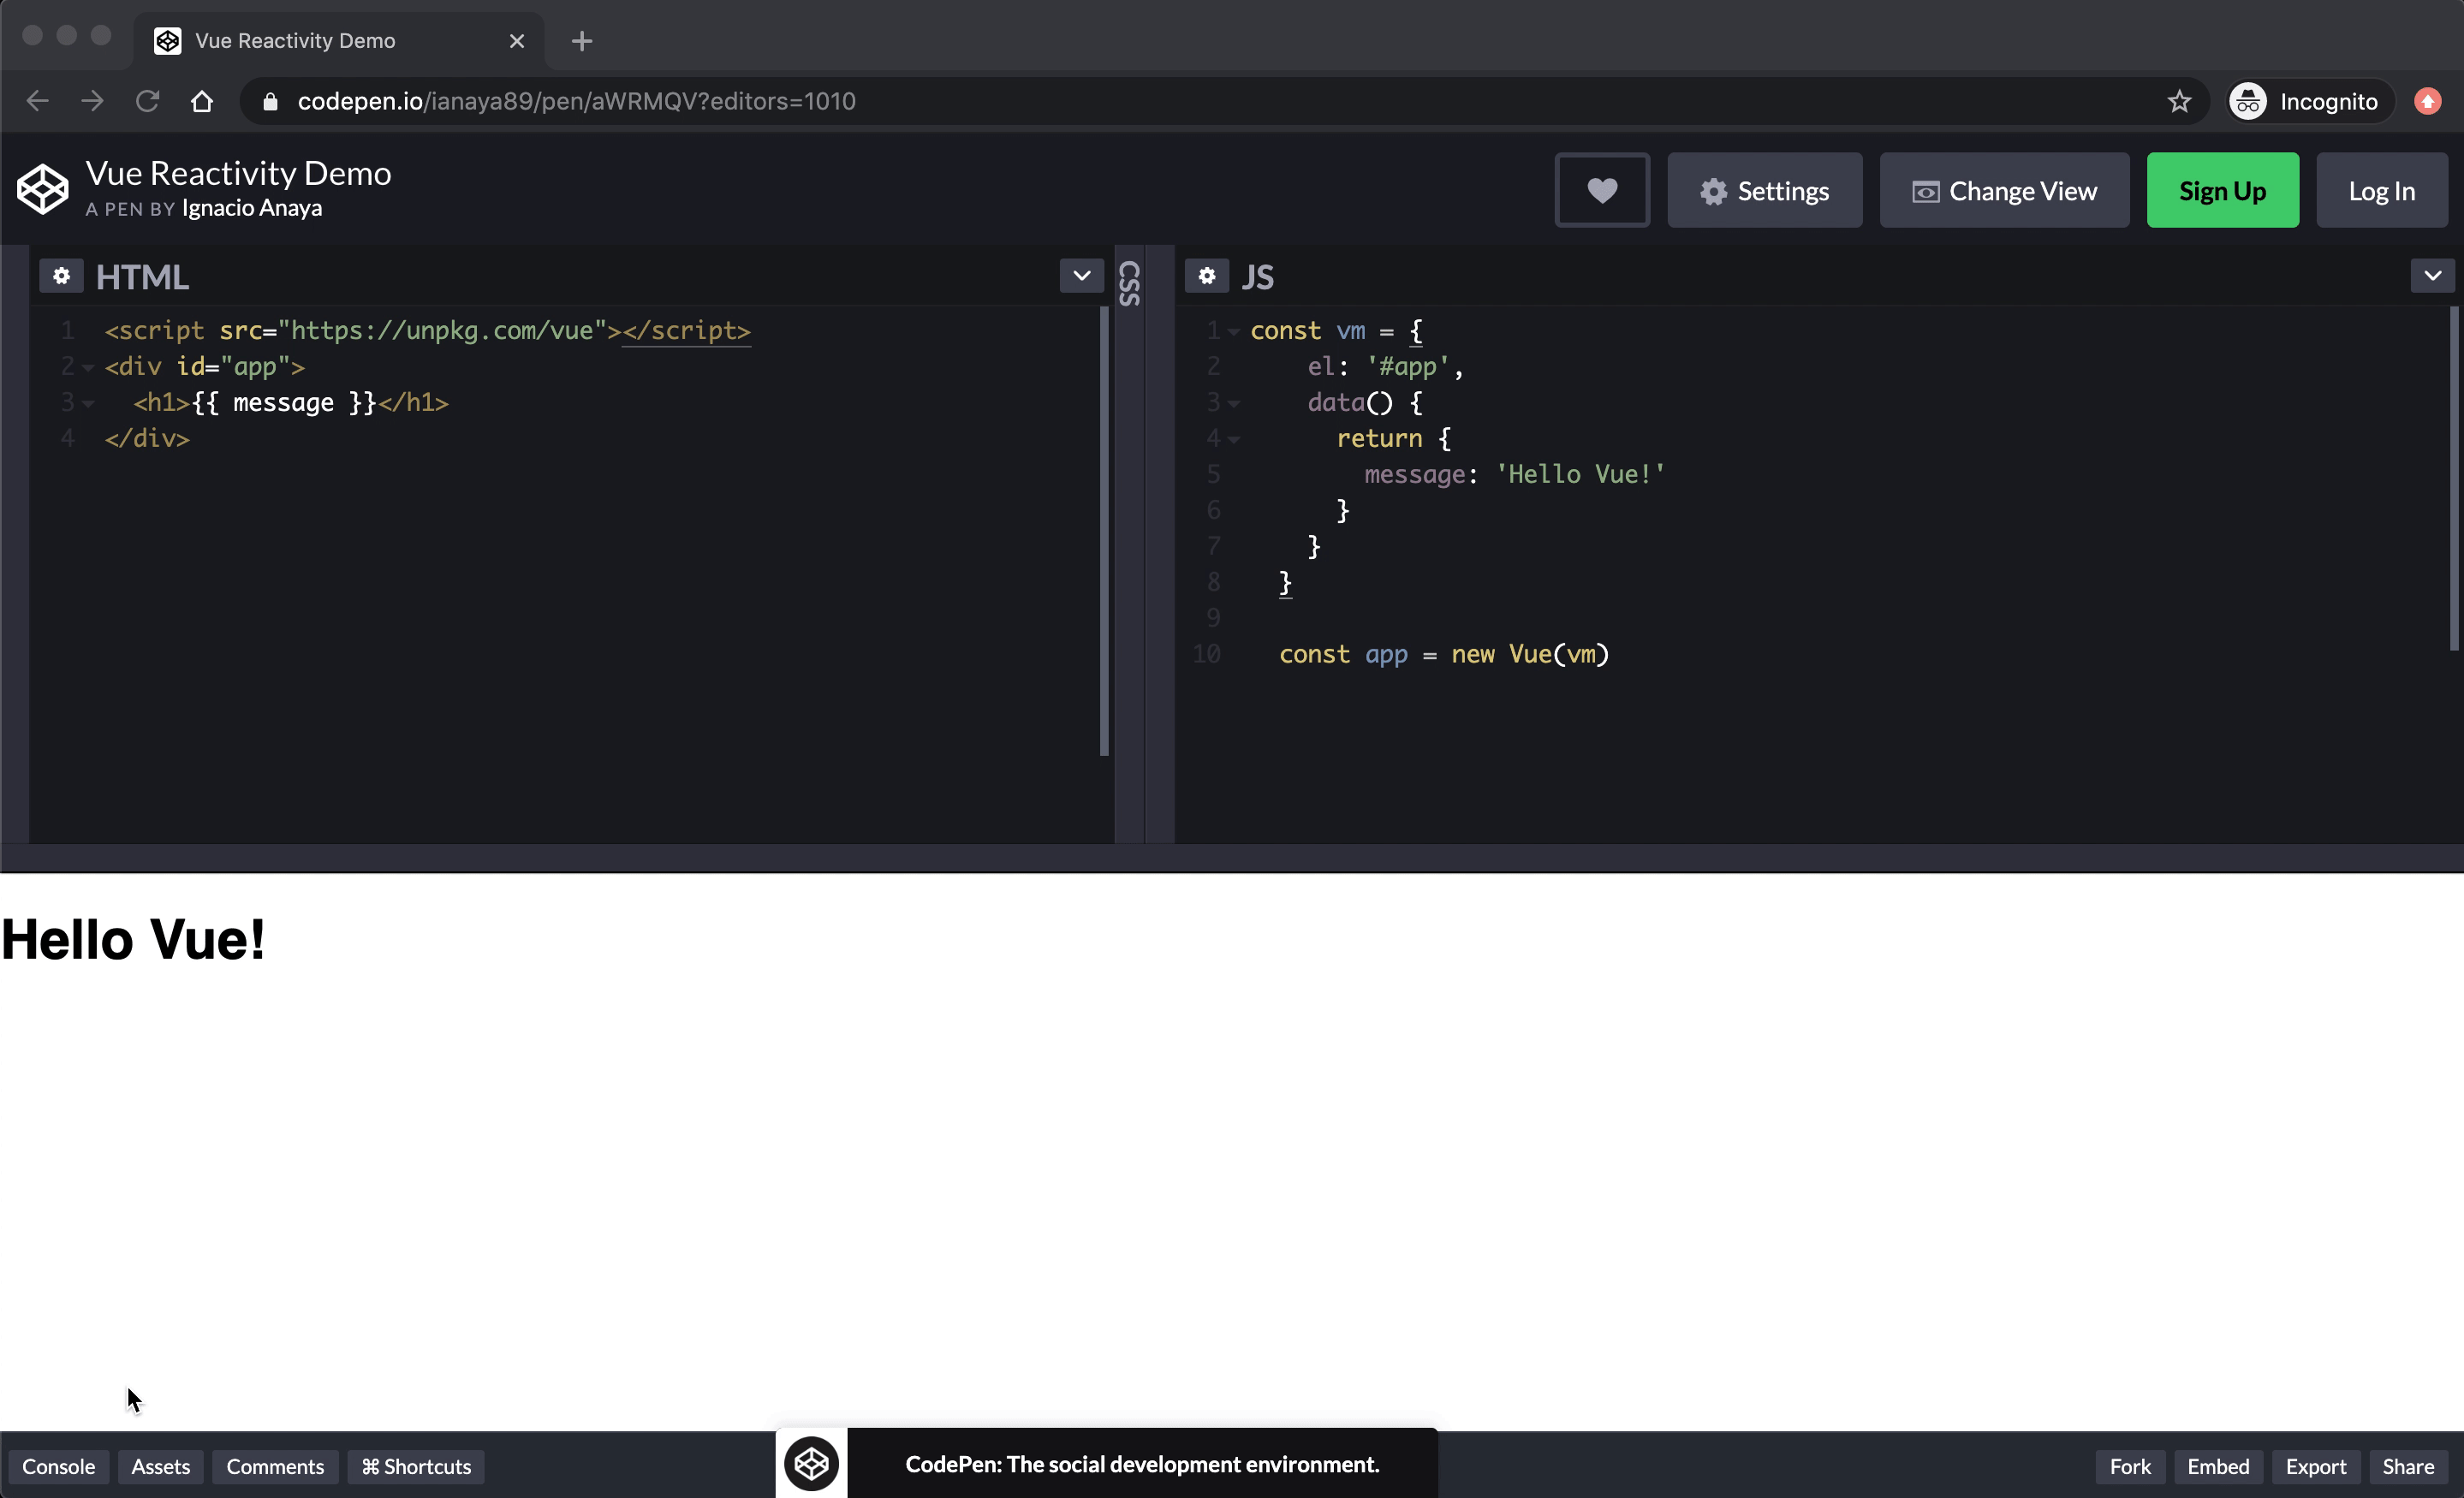 Vue Reactivity Demo
codepen.io/ianaya89/pen/aWRMQV?editors=1010
Incognito
Vue Reactivity Demo
A PEN BY Ignacio Anaya
Settings
Change View
Sign Up
Log In
HTML
1 <script src="https://unpkg.com/vue"></script>
2 <div id="app">
3 <h1>{{ message }}</h1>
4 </div>
CSS
JS
1 const vm = {
2 el: '#app',
3 data() {
4 return {
5 message: 'Hello Vue!'
6 }
7 }
8 }
9
10 const app = new Vue(vm)
Hello Vue!
Console
Assets
Comments
⌘ Shortcuts
CodePen: The social development environment.
Fork
Embed
Export
Share